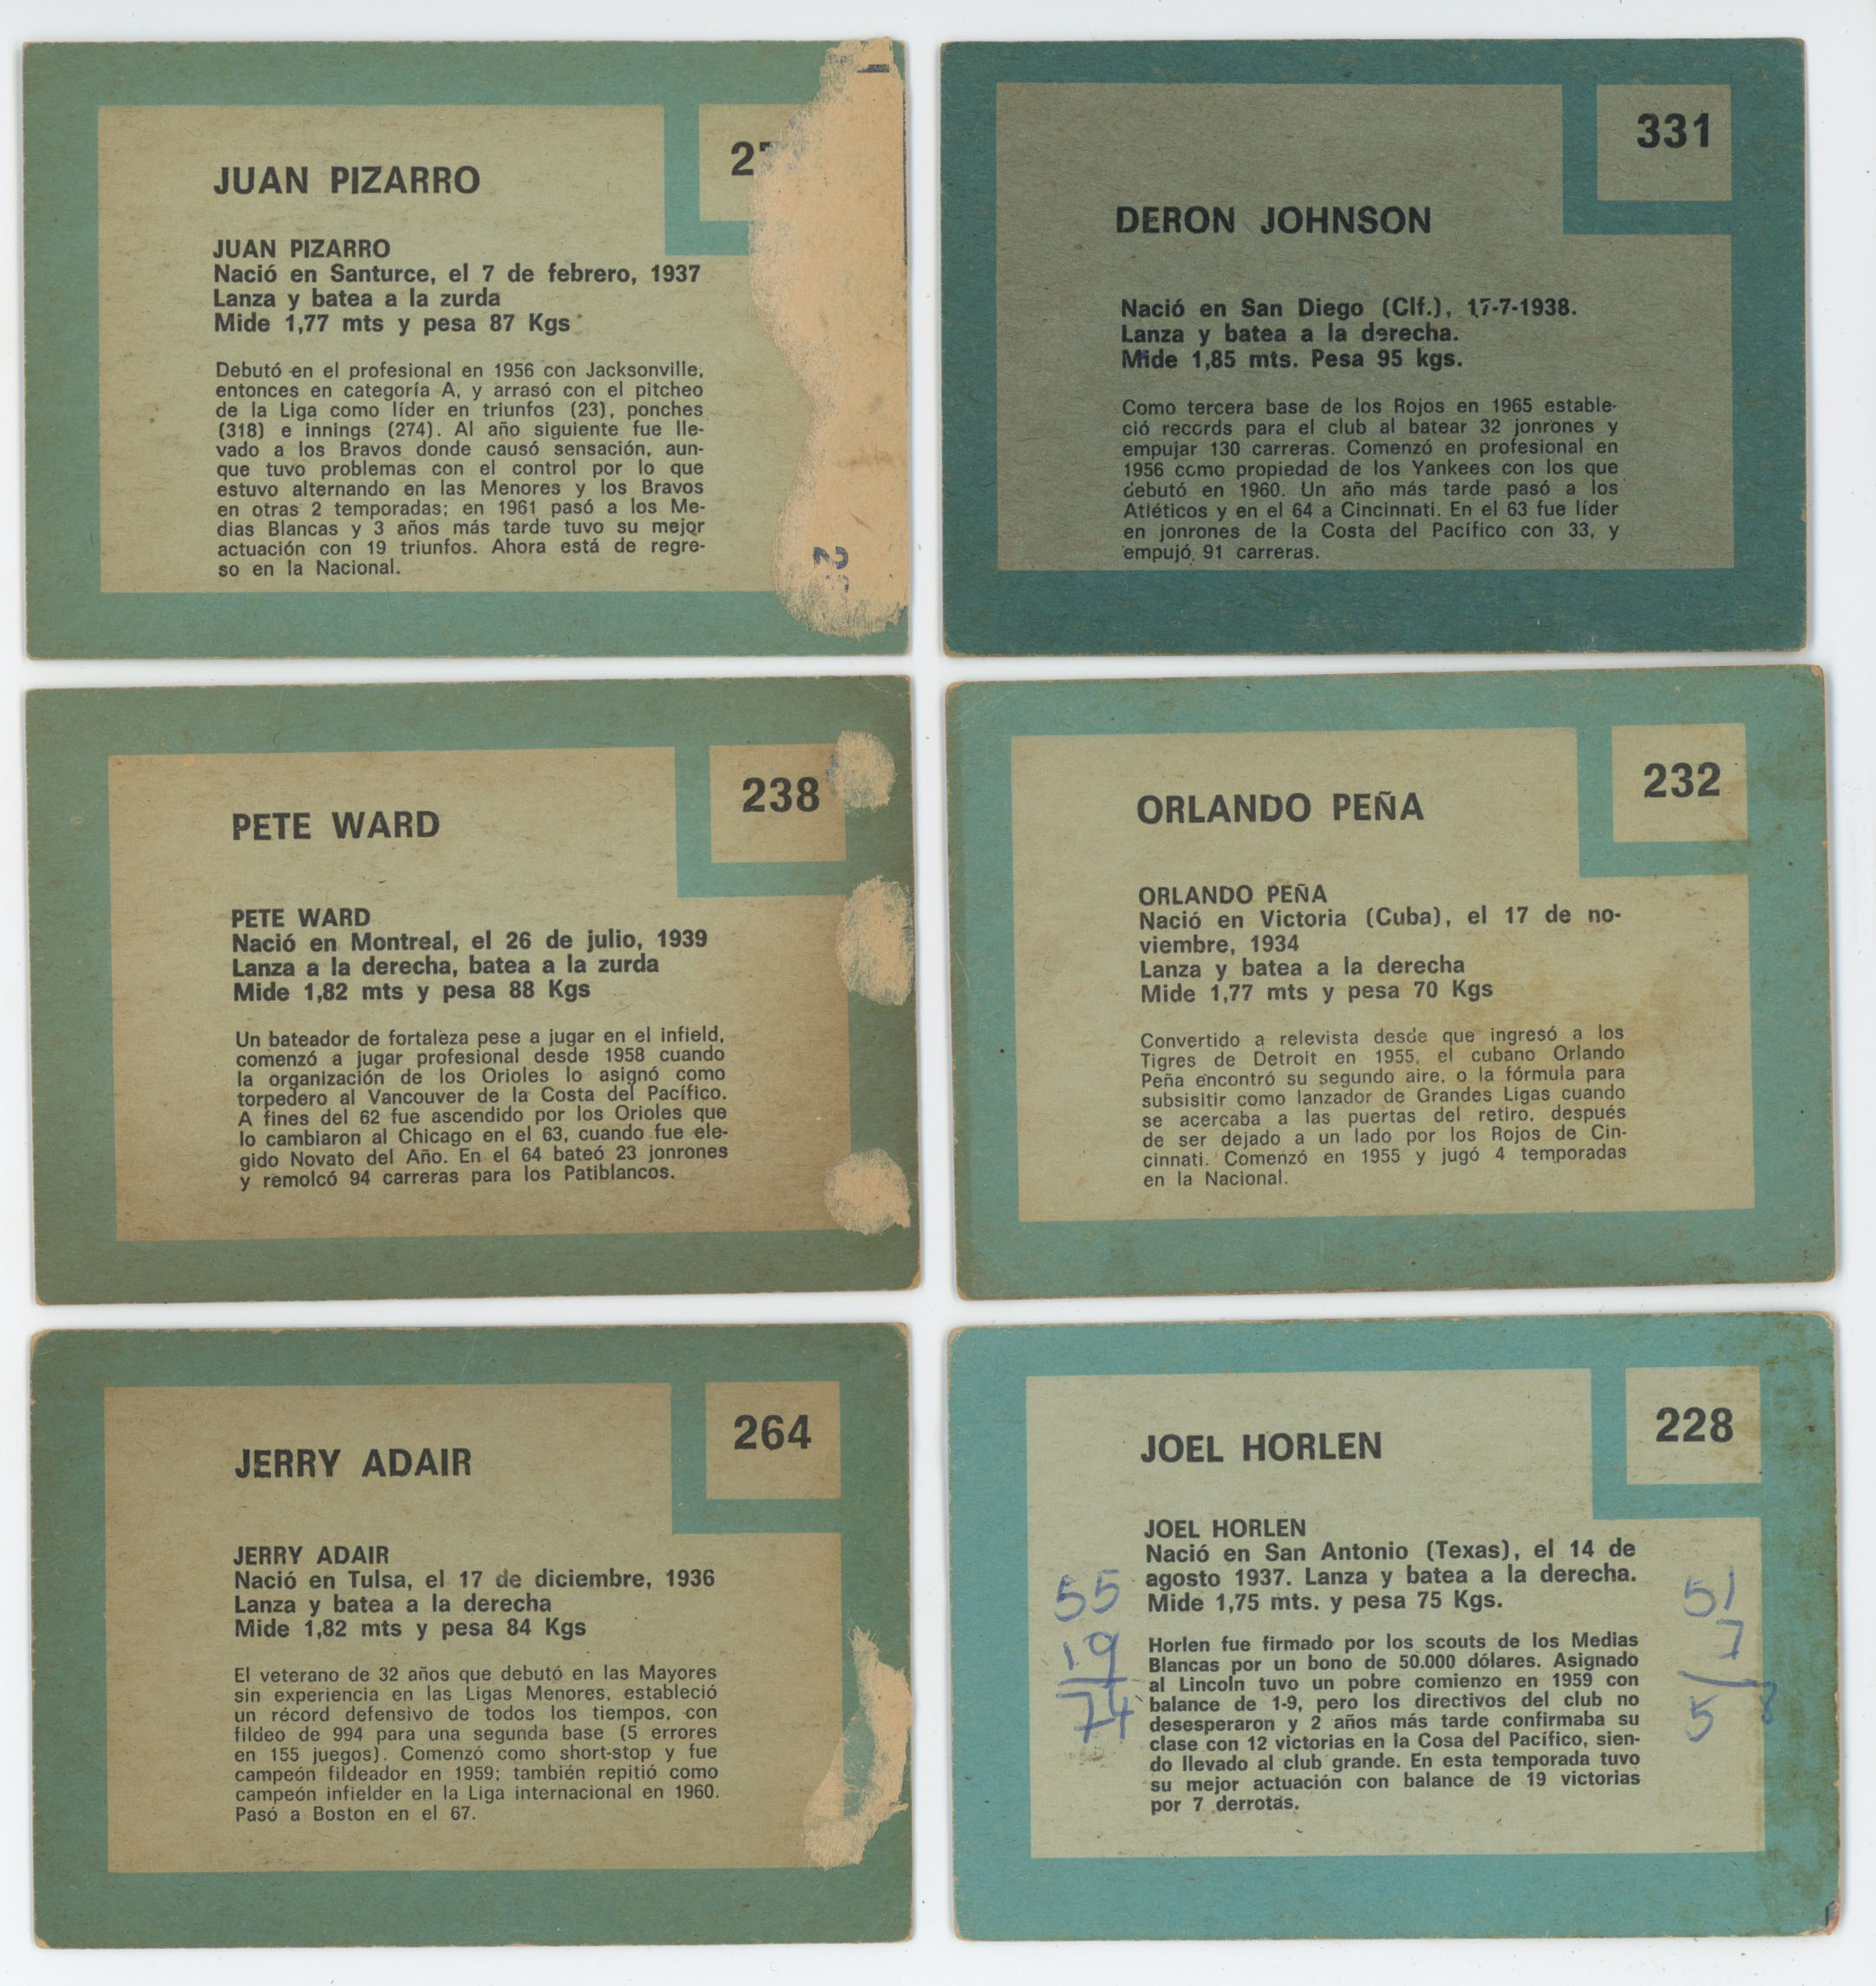 JUAN PIZARRO
JUAN PIZARRO
Nació en Santurce, el 7 de febrero, 1937
Lanza y batea a la zurda
Mide 1,77 mts y pesa 87 Kgs
Debutó en el profesional en 1956 con Jacksonville,
entonces en categoría A, y arrasó con el pitcheo
de la Liga como líder en triunfos (23), ponches
(318) e innings (274). Al año siguiente fue lle-
vado a los Bravos donde causó sensación, aun-
que tuvo problemas con el control por lo que
estuvo alternando en las Menores y los Bravos
en otras 2 temporadas; en 1961 pasó a los Me-
dias Blancas y 3 años más tarde tuvo su mejor
actuación con 19 triunfos. Ahora está de regre-
so en la Nacional.
331
DERON JOHNSON
Nació en San Diego (Clf.), 17-7-1938.
Lanza y batea a la derecha.
Mide 1,85 mts. Pesa 95 kgs.
Como tercera base de los Rojos en 1965 estable-
ció records para el club al batear 32 jonrones y
empujar 130 carreras. Comenzó en profesional en
1956 como propiedad de los Yankees con los que
debutó en 1960. Un año más tarde pasó a los
Atléticos y en el 64 a Cincinnati. En el 63 fue líder
en jonrones de la Costa del Pacífico con 33, y
empujó 91 carreras.
238
PETE WARD
PETE WARD
Nació en Montreal, el 26 de julio, 1939
Lanza a la derecha, batea a la zurda
Mide 1,82 mts y pesa 88 Kgs
Un bateador de fortaleza pese a jugar en el infield,
comenzó a jugar profesional desde 1958 cuando
la organización de los Orioles lo asignó como
torpedero al Vancouver de la Costa del Pacífico.
A fines del 62 fue ascendido por los Orioles que
lo cambiaron al Chicago en el 63, cuando fue ele-
gido Novato del Año. En el 64 bateó 23 jonrones
y remolcó 94 carreras para los Patiblancos.
232
ORLANDO PEÑA
ORLANDO PEÑA
Nació en Victoria (Cuba), el 17 de no-
viembre, 1934
Lanza y batea a la derecha
Mide 1,77 mts y pesa 70 Kgs
Convertido a relevista desde que ingresó a los
Tigres de Detroit en 1955, el cubano Orlando
Peña encontró su segundo aire, o la fórmula para
subsisitir como lanzador de Grandes Ligas cuando
se acercaba a las puertas del retiro, después
de ser dejado a un lado por los Rojos de Cin-
cinnati. Comenzó en 1955 y jugó 4 temporadas
en la Nacional.
264
JERRY ADAIR
JERRY ADAIR
Nació en Tulsa, el 17 de diciembre, 1936
Lanza y batea a la derecha
Mide 1,82 mts y pesa 84 Kgs
El veterano de 32 años que debutó en las Mayores
sin experiencia en las Ligas Menores, estableció
un récord defensivo de todos los tiempos, con
fildeo de 994 para una segunda base (5 errores
en 155 juegos). Comenzó como short-stop y fue
campeón fildeador en 1959; también repitió como
campeón infielder en la Liga internacional en 1960.
Pasó a Boston en el 67.
228
JOEL HORLEN
JOEL HORLEN
Nació en San Antonio (Texas), el 14 de
agosto 1937. Lanza y batea a la derecha.
Mide 1,75 mts. y pesa 75 Kgs.
Horlen fue firmado por los scouts de los Medias
Blancas por un bono de 50.000 dólares. Asignado
al Lincoln tuvo un pobre comienzo en 1959 con
balance de 1-9, pero los directivos del club no
desesperaron y 2 años más tarde confirmaba su
clase con 12 victorias en la Cosa del Pacífico, sien-
do llevado al club grande. En esta temporada tuvo
su mejor actuación con balance de 19 victorias
por 7 derrotas.
55
19
74
51
7
5 8